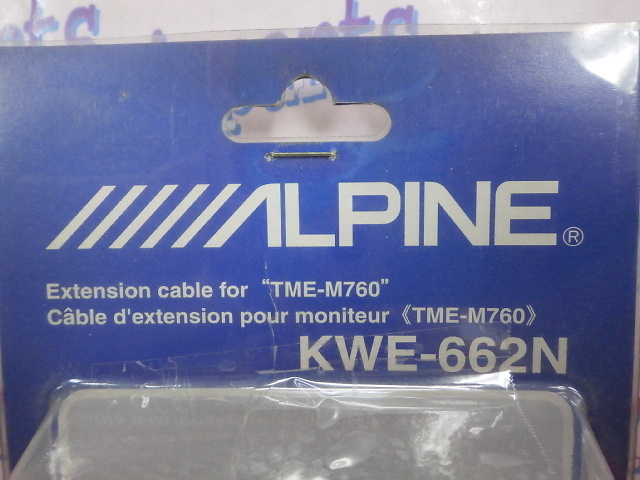 ALPINE®
Extension cable for “TME-M760”
Câble d'extension pour moniteur 《TME-M760》
KWE-662N